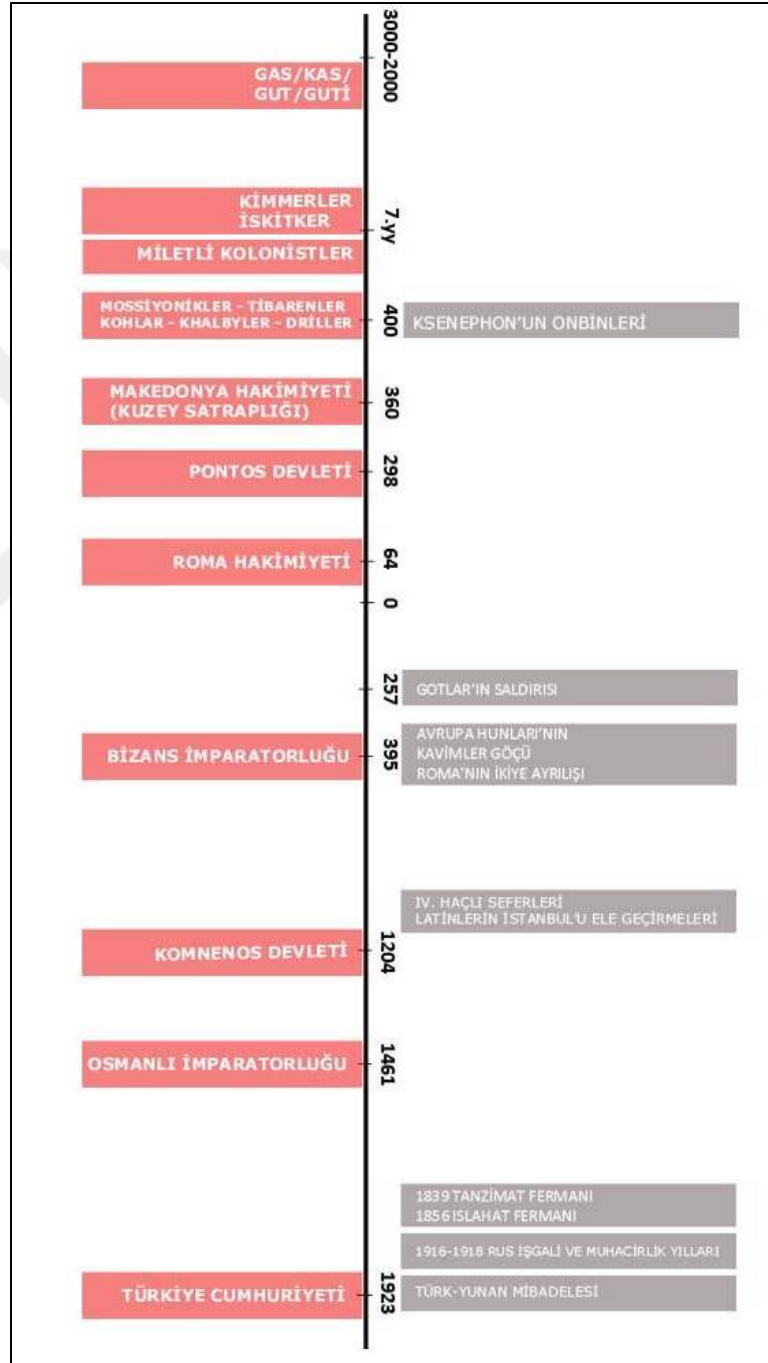 3000-2000
GAS/KAS/
GUT/GUTİ
KİMMERLER
İSKİTKER
7.yy
MİLETLİ KOLONİSTLER
MOSSİYONİKLER - TİBARENLER
KOHLAR - KHALBYLER - DRİLLER
400
KSENEPHON'UN ONBİNLERİ
MAKEDONYA HAKİMİYETİ
(KUZEY SATRAPLIĞI)
360
PONTOS DEVLETİ
298
ROMA HAKİMİYETİ
64
0
257
GOTLAR'IN SALDIRISI
BİZANS İMPARATORLUĞU
395
AVRUPA HUNLARI'NIN
KAVİMLER GÖÇÜ
ROMA'NIN İKİYE AYRILIŞI
IV. HAÇLI SEFERLERİ
LATİNLERİN İSTANBUL'U ELE GEÇİRMELERİ
KOMNENOS DEVLETİ
1204
OSMANLI İMPARATORLUĞU
1461
1839 TANZİMAT FERMANI
1856 ISLAHAT FERMANI
1916-1918 RUS İŞGALİ VE MUHACİRLİK YILLARI
TÜRKİYE CUMHURİYETİ
1923
TÜRK-YUNAN MİBADELESİ